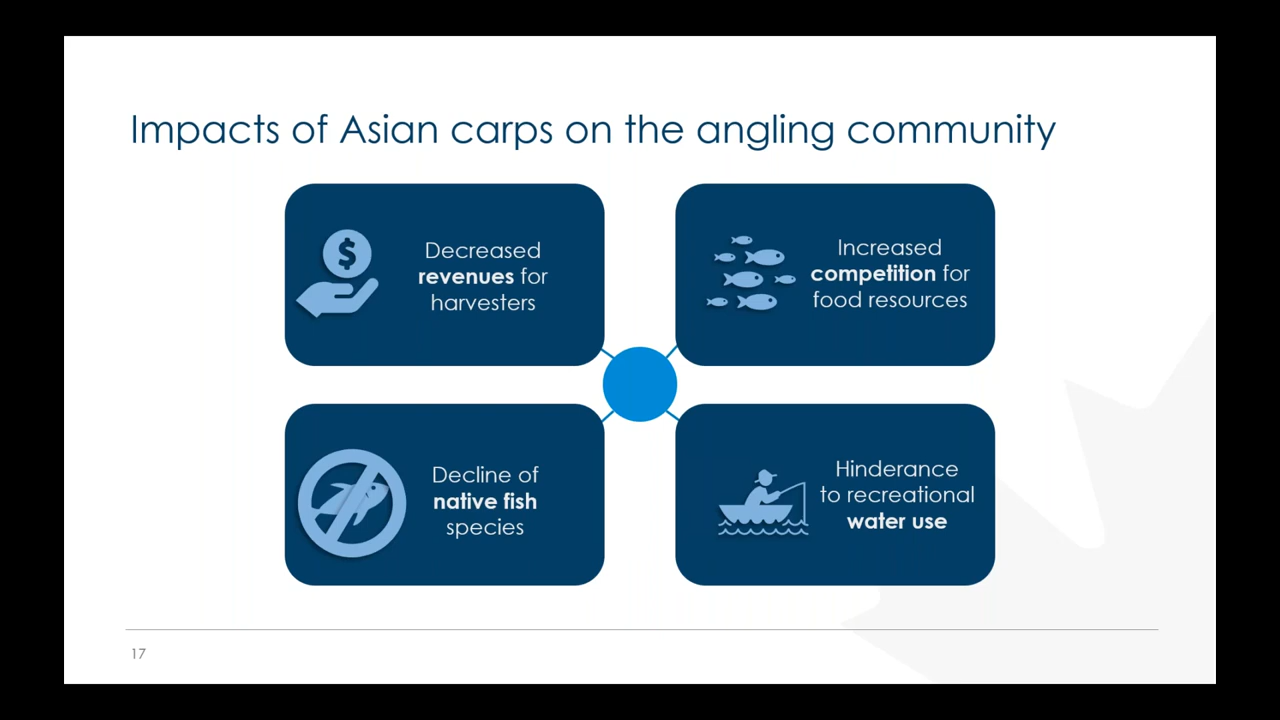 Impacts of Asian carps on the angling community
$
Decreased
revenues for
harvesters
Increased
competition for
food resources
Decline of
native fish
species
Hinderance
to recreational
water use
17